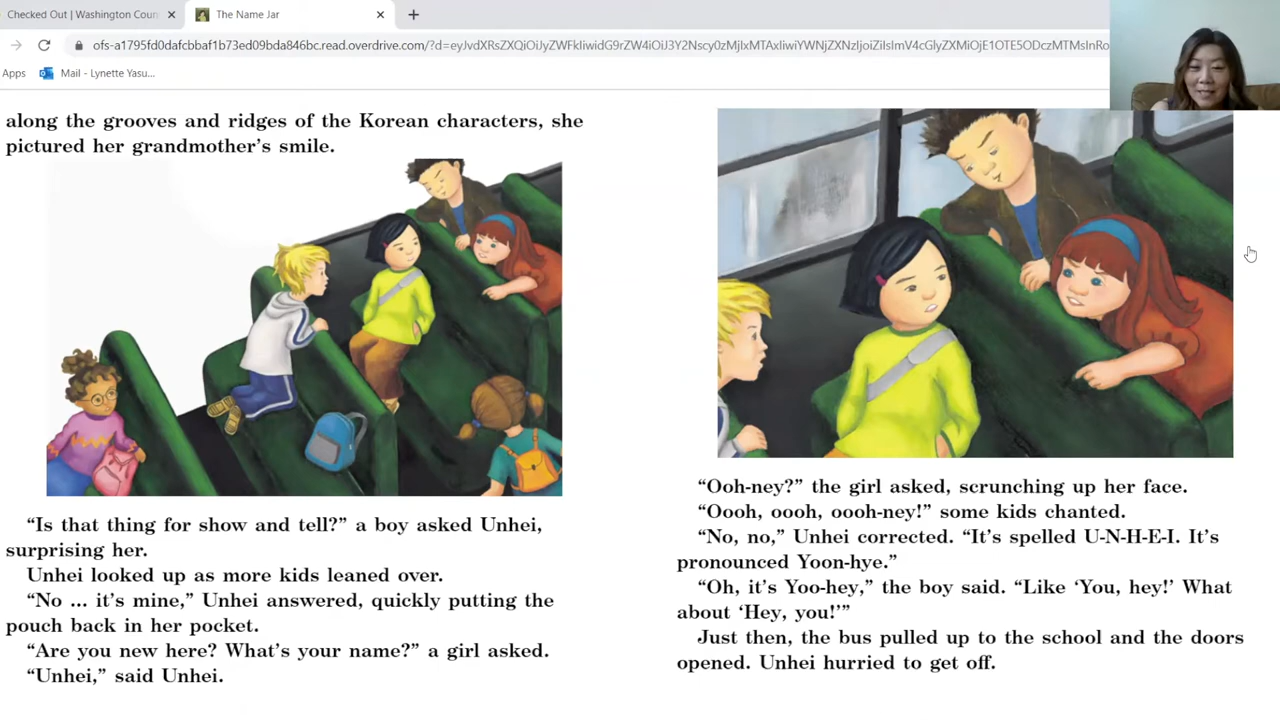 Checked Out | Washington Coun
The Name Jar
ofs-a1795fd0dafcbbaf1b73ed09bda846bc.read.overdrive.com/?d=eyJvdXRsZXQiOiJyZWFkIiwidG9rZW4iOiJ3Y2Nscy0zMjIxMTAxIiwiYWNjZXNzIjoiZiIsImV4cGlyZXMiOjE1OTE5ODczMTMsInRo
Apps
Mail - Lynette Yasu...
along the grooves and ridges of the Korean characters, she
pictured her grandmother’s smile.
“Is that thing for show and tell?” a boy asked Unhei,
surprising her.
Unhei looked up as more kids leaned over.
“No ... it’s mine,” Unhei answered, quickly putting the
pouch back in her pocket.
“Are you new here? What’s your name?” a girl asked.
“Unhei,” said Unhei.
“Ooh-ney?” the girl asked, scrunching up her face.
“Oooh, oooh, oooh-ney!” some kids chanted.
“No, no,” Unhei corrected. “It’s spelled U-N-H-E-I. It’s
pronounced Yoon-hye.”
“Oh, it’s Yoo-hey,” the boy said. “Like ‘You, hey!’ What
about ‘Hey, you!’”
Just then, the bus pulled up to the school and the doors
opened. Unhei hurried to get off.